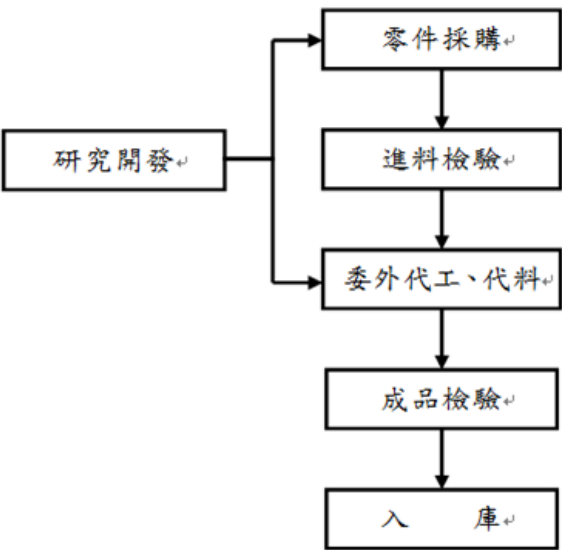 零件採購
研究開發
進料檢驗
委外代工、代料
成品檢驗
入 庫